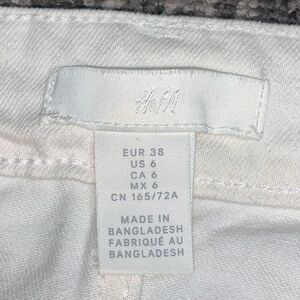 H&M
EUR 38
US 6
CA 6
MX 6
CN 165/72A
MADE IN
BANGLADESH
FABRIQUÉ AU
BANGLADESH